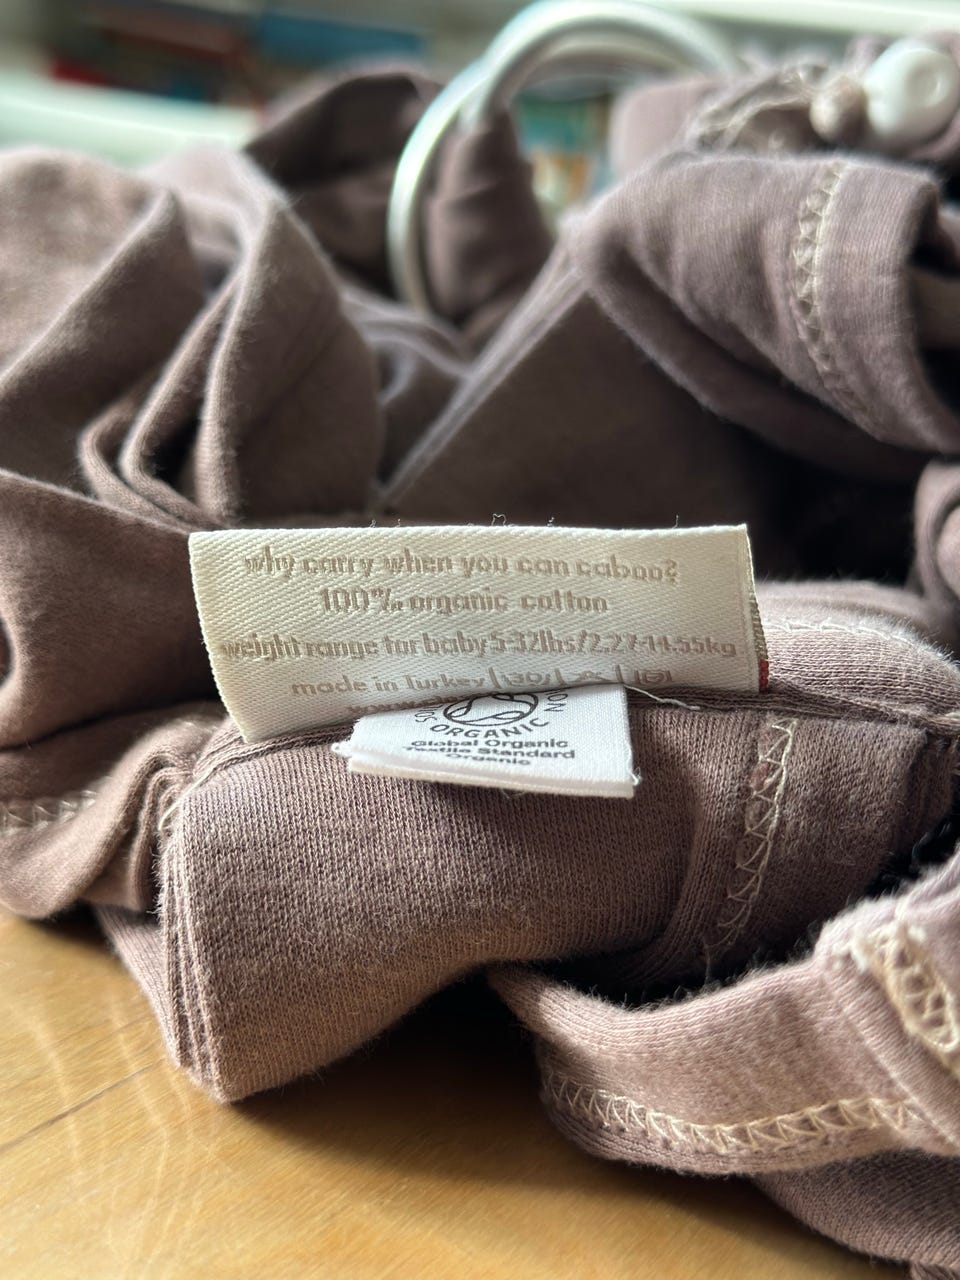 why carry when you can caboo?
100% organic cotton
weight range for baby 5-32lbs/2.27-14.55kg
made in Turkey
ORGANIC
Global Organic
Textile Standard
Organic